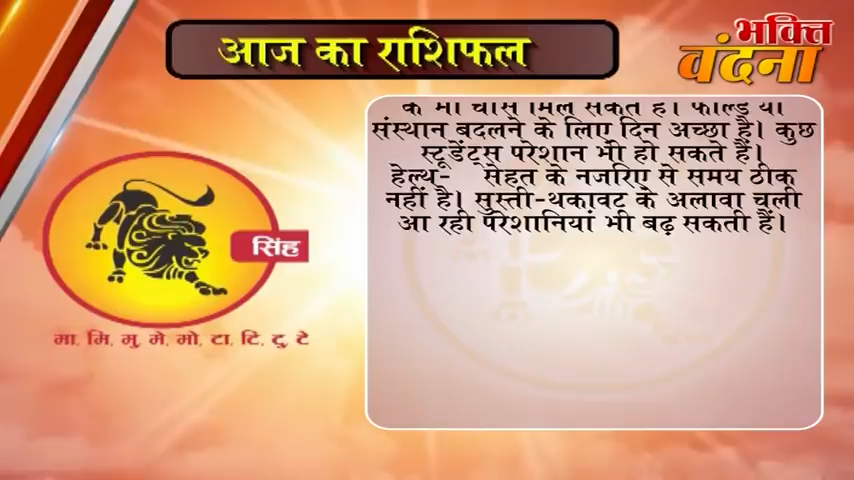 आज का राशिफल
भक्ति
वंदना
संस्थान बदलने के लिए दिन अच्छा है। कुछ
स्टूडेंट्स परेशान भी हो सकते हैं।
हेल्थ- सेहत के नजरिए से समय ठीक
नहीं है। सुस्ती-थकावट के अलावा चली
आ रही परेशानियां भी बढ़ सकती हैं।
सिंह
मा, मि, मु, मे, मो, टा, टि, टु, टे